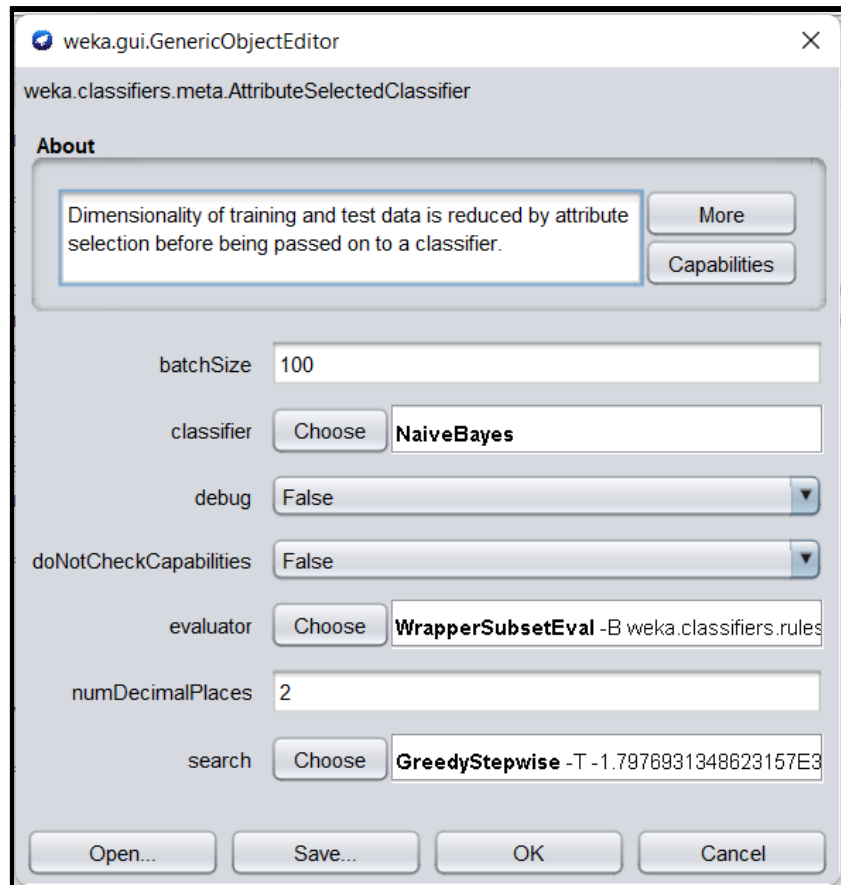 weka.gui.GenericObjectEditor
weka.classifiers.meta.AttributeSelectedClassifier
About
Dimensionality of training and test data is reduced by attribute
selection before being passed on to a classifier.
More
Capabilities
batchSize 100
classifier Choose NaiveBayes
debug False
doNotCheckCapabilities False
evaluator Choose WrapperSubsetEval -B weka.classifiers.rules
numDecimalPlaces 2
search Choose GreedyStepwise -T -1.7976931348623157E3
Open... Save... OK Cancel